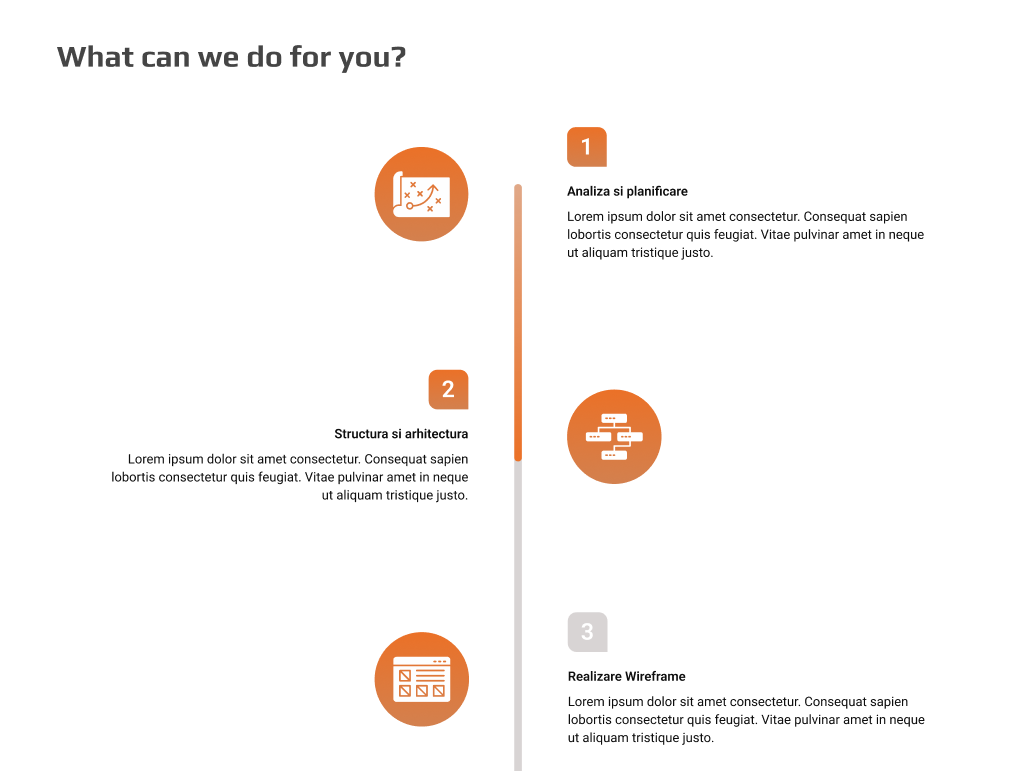 What can we do for you?
1
Analiza si planificare
Lorem ipsum dolor sit amet consectetur. Consequat sapien
lobortis consectetur quis feugiat. Vitae pulvinar amet in neque
ut aliquam tristique justo.
2
Structura si arhitectura
Lorem ipsum dolor sit amet consectetur. Consequat sapien
lobortis consectetur quis feugiat. Vitae pulvinar amet in neque
ut aliquam tristique justo.
3
Realizare Wireframe
Lorem ipsum dolor sit amet consectetur. Consequat sapien
lobortis consectetur quis feugiat. Vitae pulvinar amet in neque
ut aliquam tristique justo.